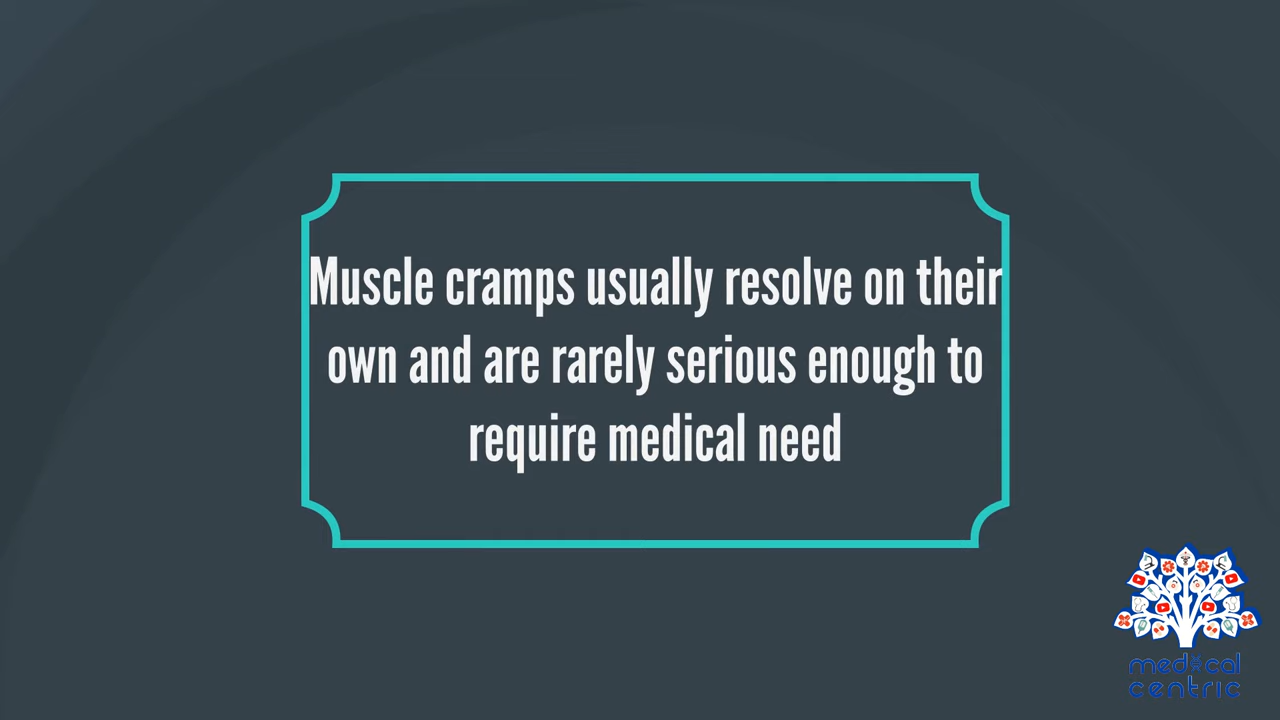 Muscle cramps usually resolve on their
own and are rarely serious enough to
require medical need
medical
centric